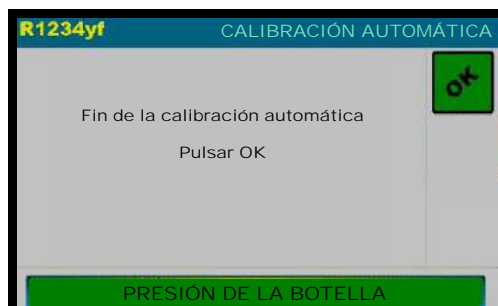 R1234yf CALIBRACIÓN AUTOMÁTICA
OK
Fin de la calibración automática
Pulsar OK
PRESIÓN DE LA BOTELLA